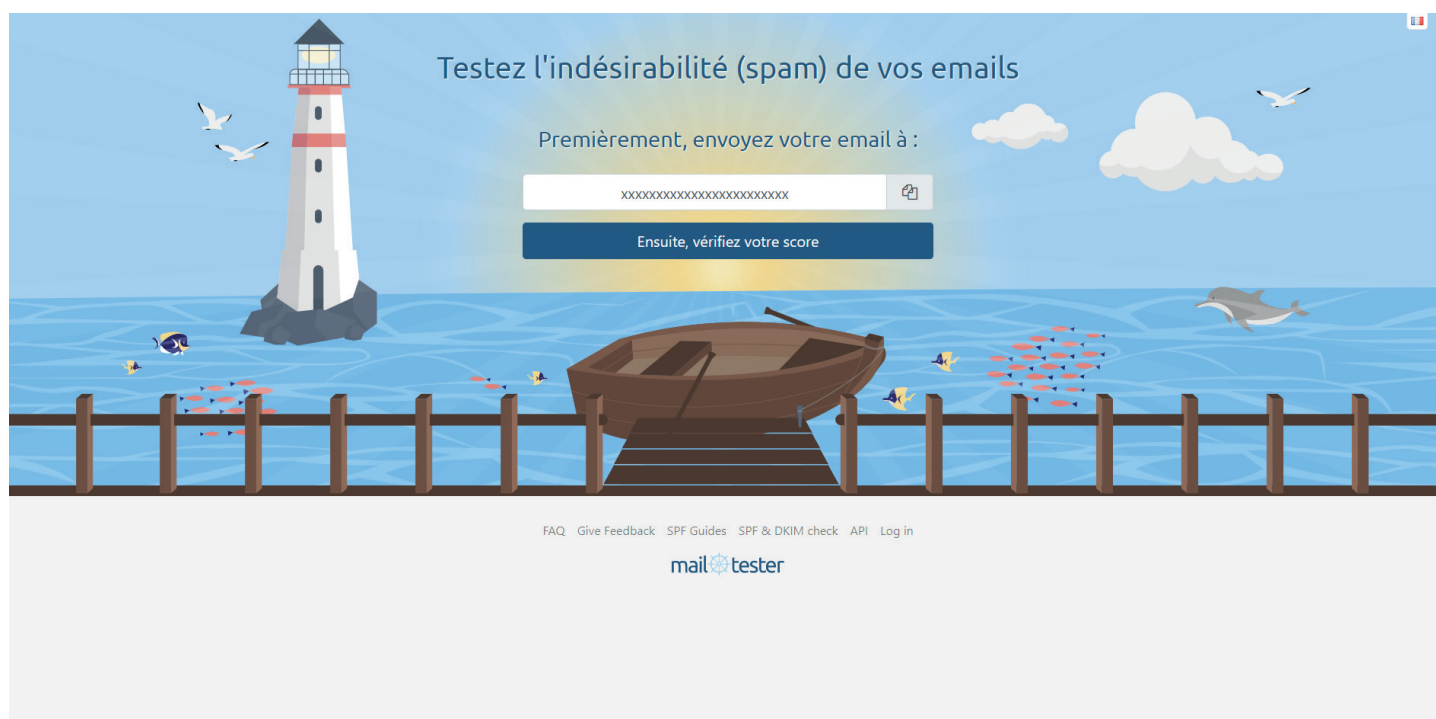 Testez l'indésirabilité (spam) de vos emails
Premièrement, envoyez votre email à :
xxxxxxxxxxxxxxxxxxxxxxxx
Ensuite, vérifiez votre score
FAQ Give Feedback SPF Guides SPF & DKIM check API Log in
mail tester